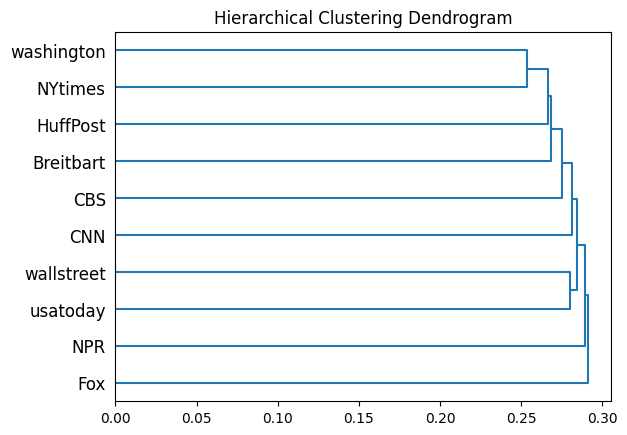 Hierarchical Clustering Dendrogram
washington
NYtimes
HuffPost
Breitbart
CBS
CNN
wallstreet
usatoday
NPR
Fox
0.00 0.05 0.10 0.15 0.20 0.25 0.30